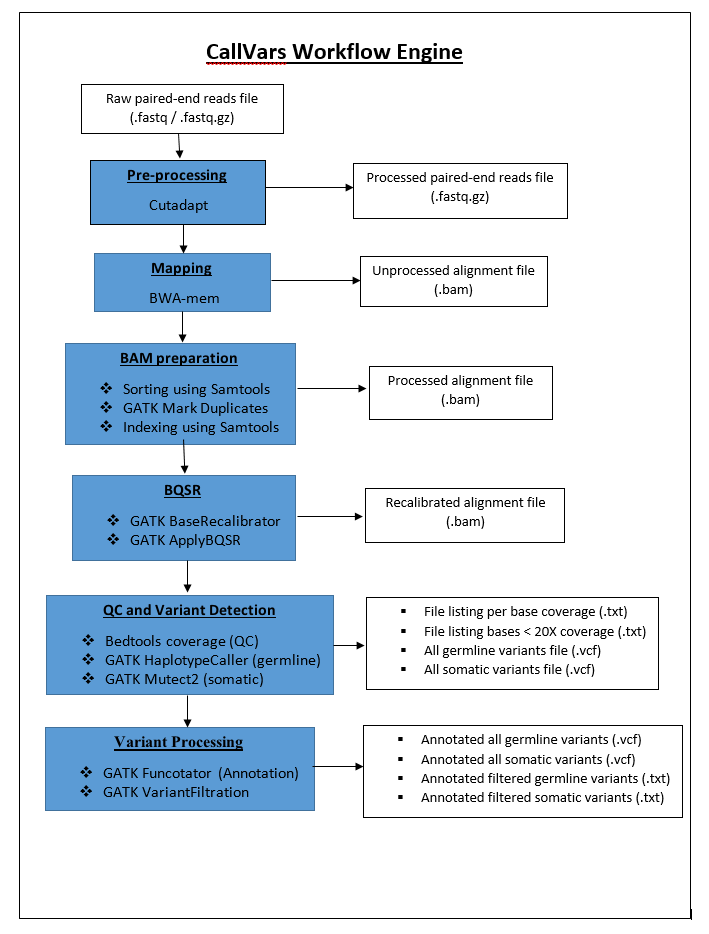 CallVars Workflow Engine
Raw paired-end reads file
(.fastq / .fastq.gz)
Pre-processing
Cutadapt
Processed paired-end reads file
(.fastq.gz)
Mapping
BWA-mem
Unprocessed alignment file
(.bam)
BAM preparation
❖ Sorting using Samtools
❖ GATK Mark Duplicates
❖ Indexing using Samtools
Processed alignment file
(.bam)
BQSR
❖ GATK BaseRecalibrator
❖ GATK ApplyBQSR
Recalibrated alignment file
(.bam)
QC and Variant Detection
❖ Bedtools coverage (QC)
❖ GATK HaplotypeCaller (germline)
❖ GATK Mutect2 (somatic)
▪ File listing per base coverage (.txt)
▪ File listing bases < 20X coverage (.txt)
▪ All germline variants file (.vcf)
▪ All somatic variants file (.vcf)
Variant Processing
❖ GATK Funcotator (Annotation)
❖ GATK VariantFiltration
▪ Annotated all germline variants (.vcf)
▪ Annotated all somatic variants (.vcf)
▪ Annotated filtered germline variants (.txt)
▪ Annotated filtered somatic variants (.txt)